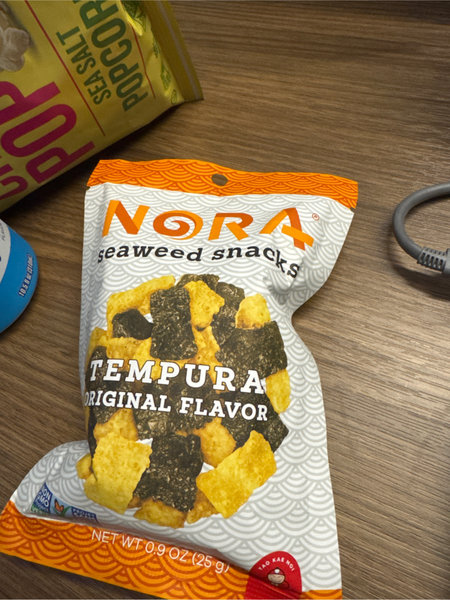 SEA SALT
POPCORN
POP
NORA®
seaweed snacks
TEMPURA
ORIGINAL FLAVOR
NET WT 0.9 OZ (25 g)
TAO KAE NOI